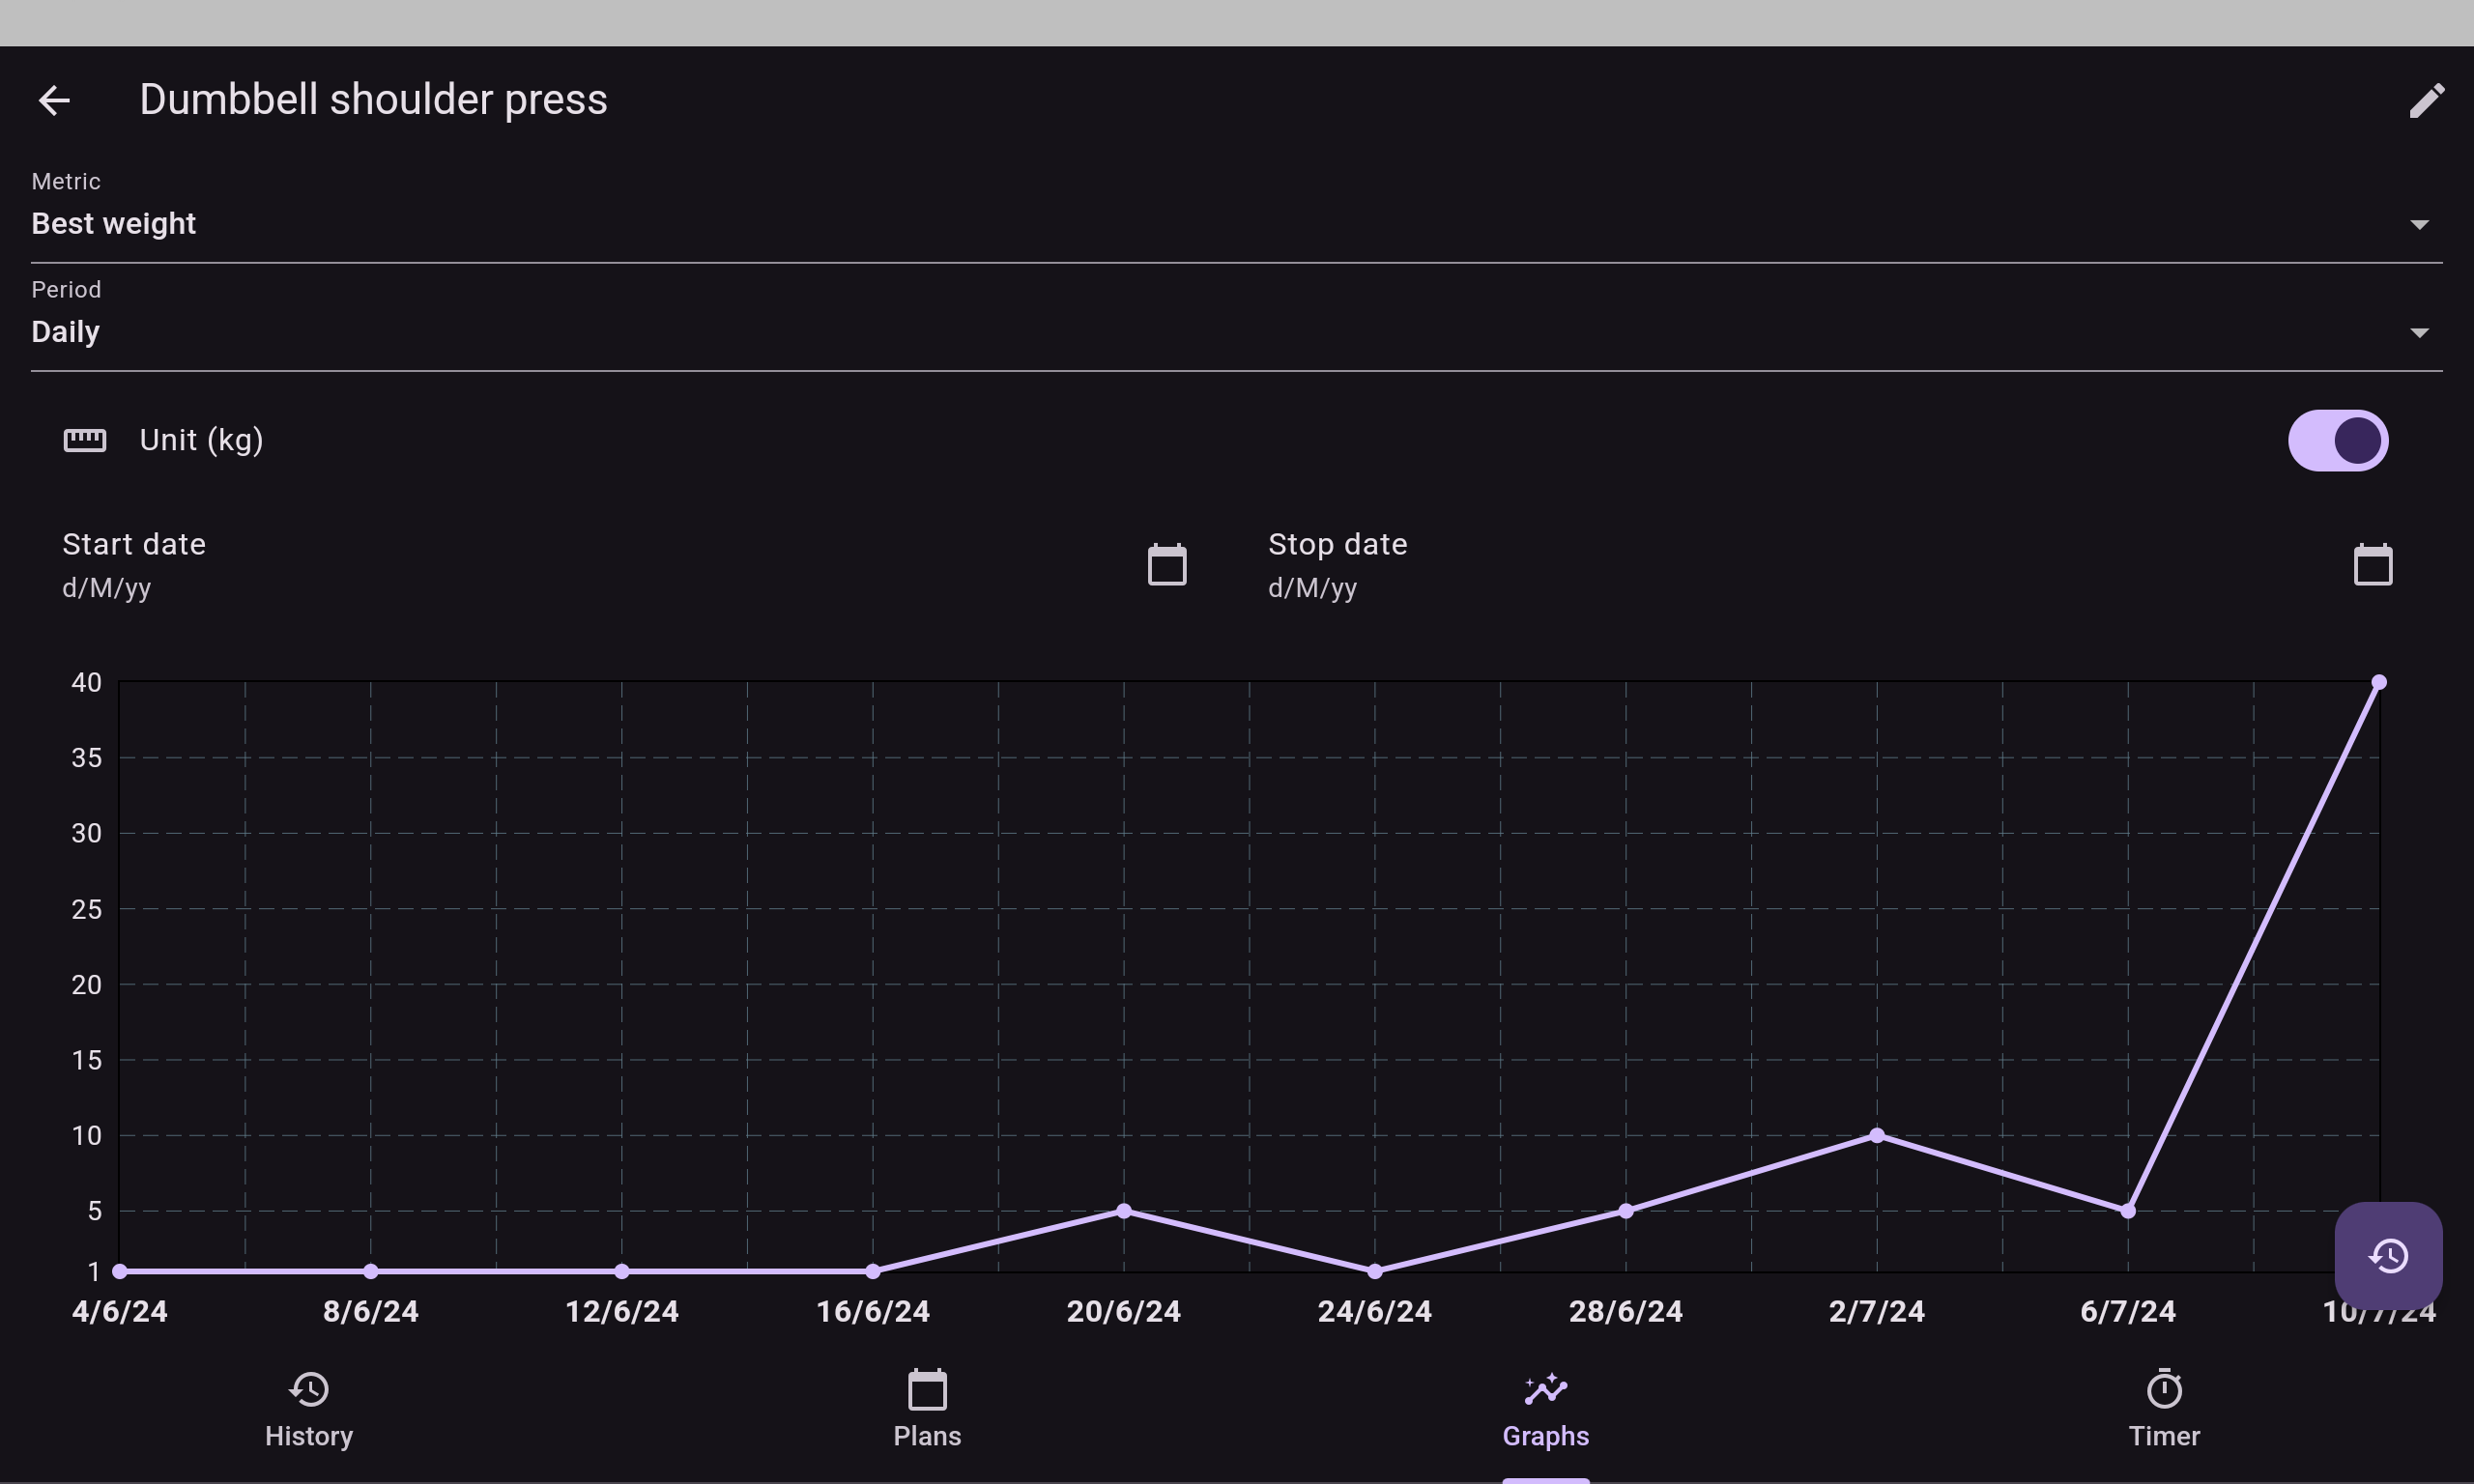 Dumbbell shoulder press
Metric
Best weight
Period
Daily
Unit (kg)
Start date
d/M/yy
Stop date
d/M/yy
40
35
30
25
20
15
10
5
1
4/6/24 8/6/24 12/6/24 16/6/24 20/6/24 24/6/24 28/6/24 2/7/24 6/7/24 10/7/24
History Plans Graphs Timer